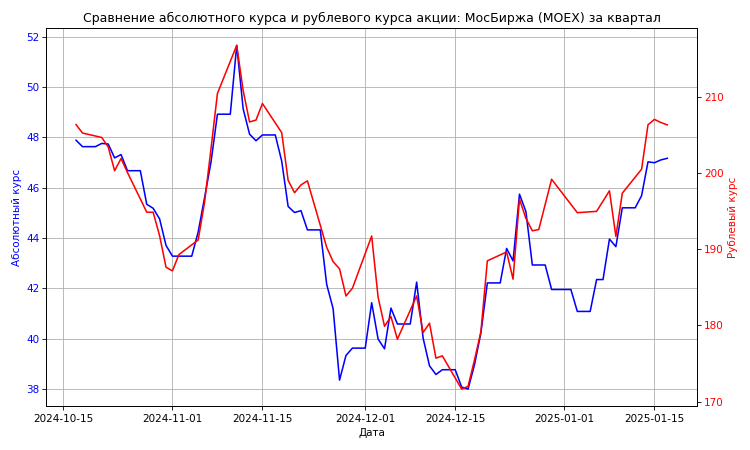 Сравнение абсолютного курса и рублевого курса акции: МосБиржа (MOEX) за квартал
Абсолютный курс
52
50
48
46
44
42
40
38
210
200
190
180
170
Рублевый курс
2024-10-15 2024-11-01 2024-11-15 2024-12-01 2024-12-15 2025-01-01 2025-01-15
Дата